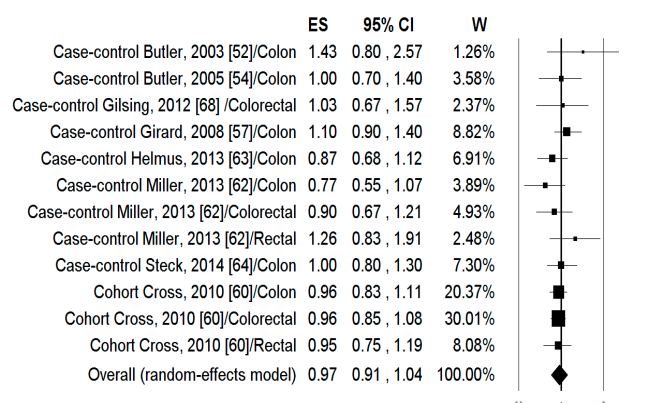 ES 95% CI W
Case-control Butler, 2003 [52]/Colon 1.43 0.80 , 2.57 1.26%
Case-control Butler, 2005 [54]/Colon 1.00 0.70 , 1.40 3.58%
Case-control Gilsing, 2012 [68] /Colorectal 1.03 0.67 , 1.57 2.37%
Case-control Girard, 2008 [57]/Colon 1.10 0.90 , 1.40 8.82%
Case-control Helmus, 2013 [63]/Colon 0.87 0.68 , 1.12 6.91%
Case-control Miller, 2013 [62]/Colon 0.77 0.55 , 1.07 3.89%
Case-control Miller, 2013 [62]/Colorectal 0.90 0.67 , 1.21 4.93%
Case-control Miller, 2013 [62]/Rectal 1.26 0.83 , 1.91 2.48%
Case-control Steck, 2014 [64]/Colon 1.00 0.80 , 1.30 7.30%
Cohort Cross, 2010 [60]/Colon 0.96 0.83 , 1.11 20.37%
Cohort Cross, 2010 [60]/Colorectal 0.96 0.85 , 1.08 30.01%
Cohort Cross, 2010 [60]/Rectal 0.95 0.75 , 1.19 8.08%
Overall (random-effects model) 0.97 0.91 , 1.04 100.00%